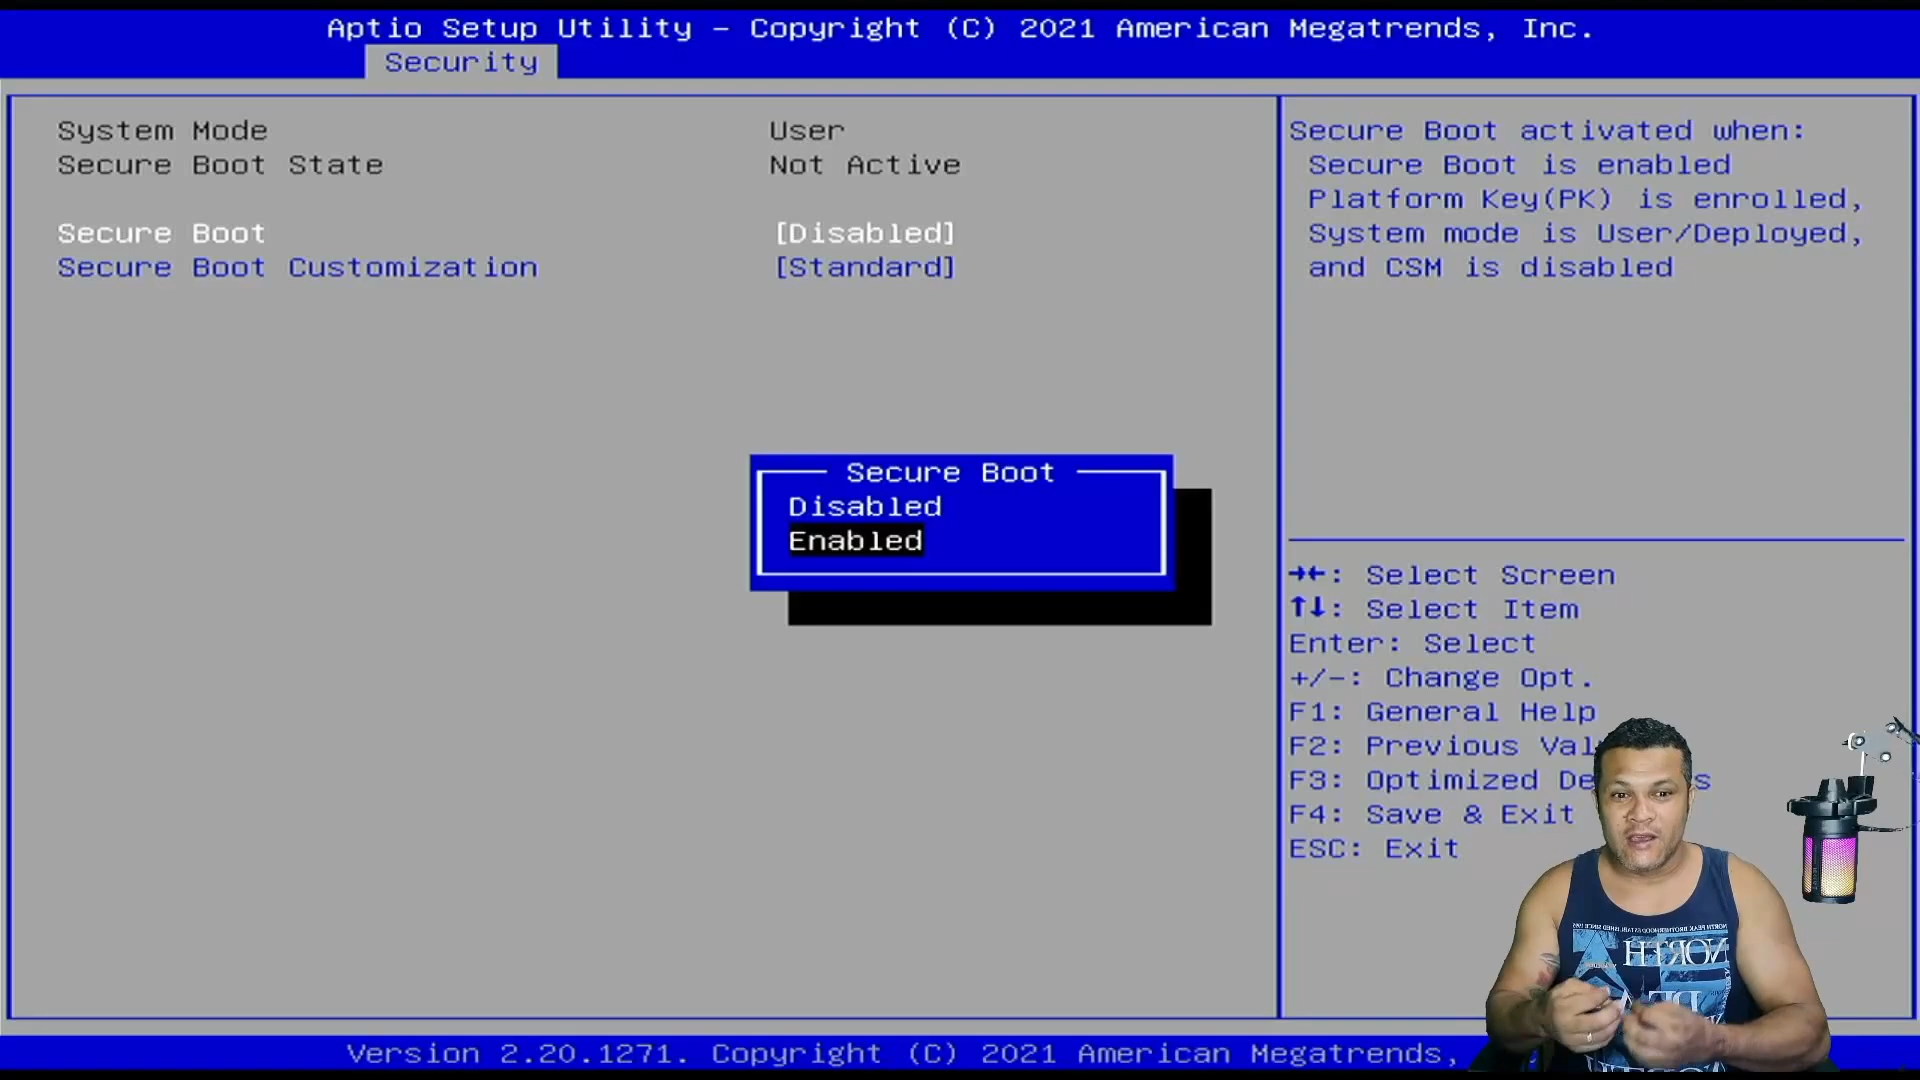 Aptio Setup Utility – Copyright (C) 2021 American Megatrends, Inc.
Security
System Mode User
Secure Boot State Not Active
Secure Boot [Disabled]
Secure Boot Customization [Standard]
Secure Boot
Disabled
Enabled
Secure Boot activated when:
Secure Boot is enabled
Platform Key(PK) is enrolled,
System mode is User/Deployed,
and CSM is disabled
→←: Select Screen
↑↓: Select Item
Enter: Select
+/-: Change Opt.
F1: General Help
F2: Previous
F3: Optimized
F4: Save & Exit
ESC: Exit
NORTH
Version 2.20.1271. Copyright (C) 2021 American Megatrends,